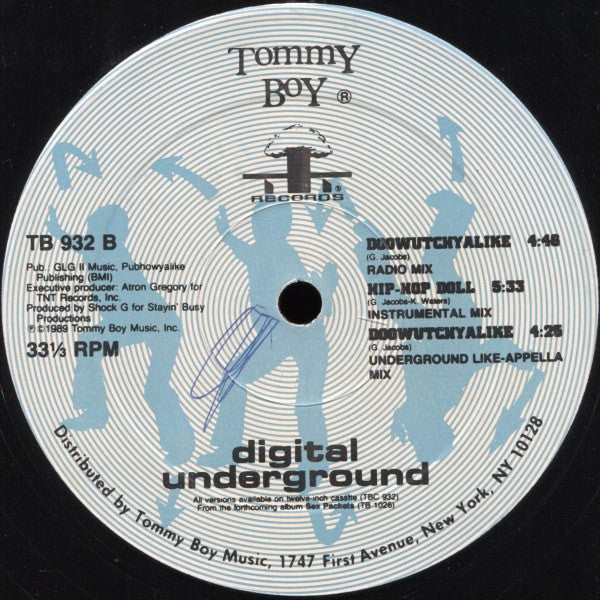 Tommy
Boy ®
TNT ®
RECORDS
TB 932 B
Pub.: GLG II Music, Pubhowyalike
Publishing (BMI)
Executive producer: Atron Gregory for
TNT Records, Inc.
Produced by Shock G for Stayin' Busy
Productions
℗©1989 Tommy Boy Music, Inc.
33⅓ RPM
DOOWUTCHYALIKE 4:46
(G. Jacobs)
RADIO MIX
HIP-HOP DOLL 5:33
(G. Jacobs-K. Waters)
INSTRUMENTAL MIX
DOOWUTCHYALIKE 4:25
(G. Jacobs)
UNDERGROUND LIKE-APPELLA
MIX
digital
underground
All versions available on twelve-inch cassitle (TBC 932)
From the forthcoming album Sex Packets (TB 1026)
Distributed by Tommy Boy Music, 1747 First Avenue, New York, NY 10128